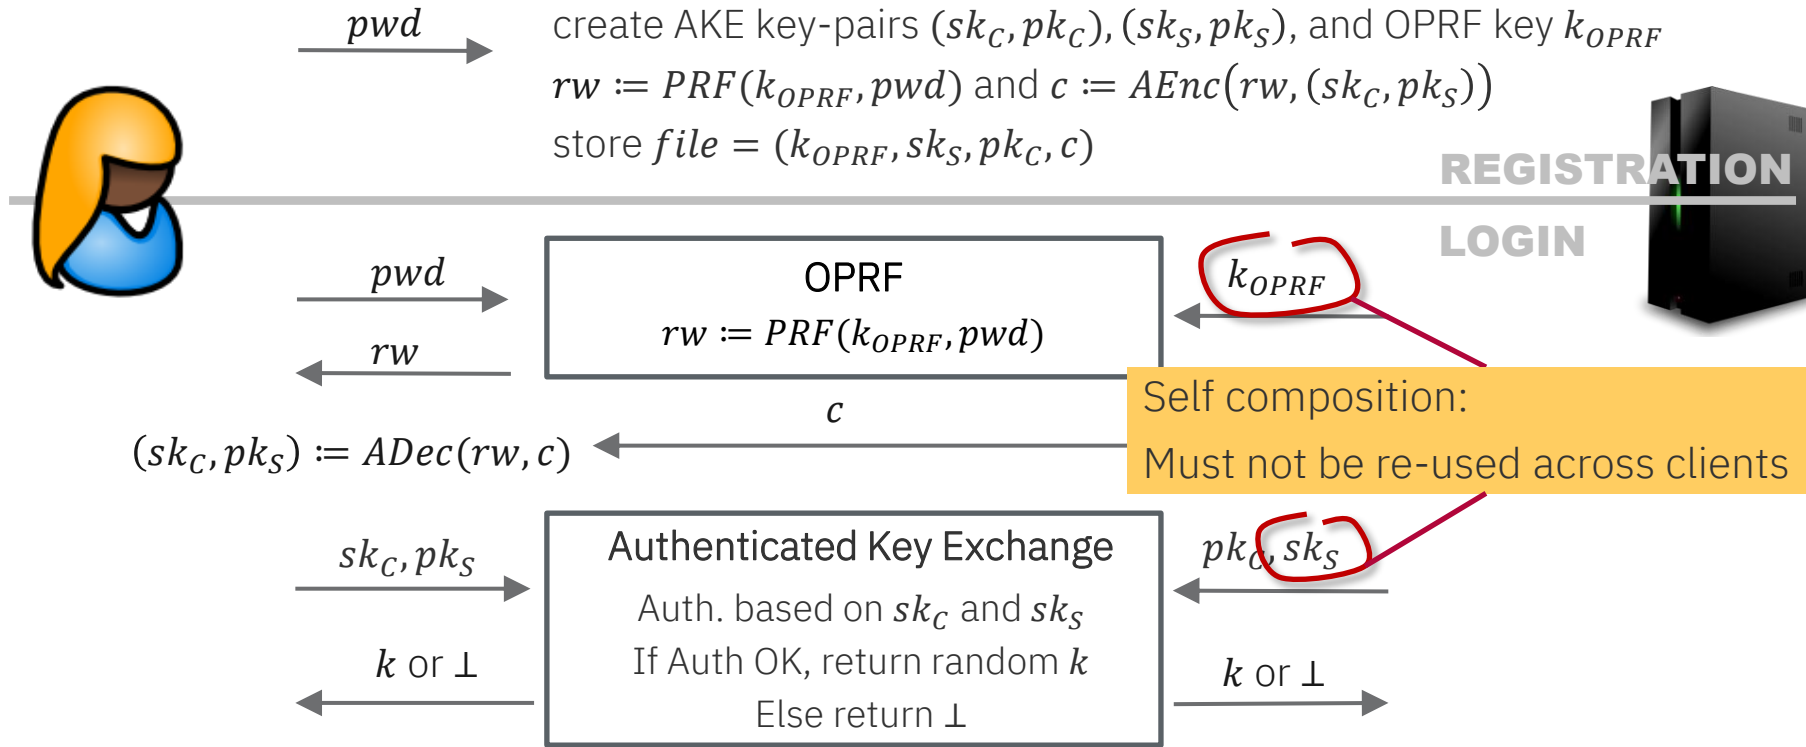 pwd
create AKE key-pairs (sk_C, pk_C), (sk_S, pk_S), and OPRF key k_OPRF
rw ≔ PRF(k_OPRF, pwd) and c ≔ AEnc(rw, (sk_C, pk_S))
store file = (k_OPRF, sk_S, pk_C, c)
REGISTRATION
LOGIN
pwd
OPRF
k_OPRF
rw ≔ PRF(k_OPRF, pwd)
rw
c
Self composition:
Must not be re-used across clients
(sk_C, pk_S) ≔ ADec(rw, c)
sk_C, pk_S
Authenticated Key Exchange
pk_C, sk_S
Auth. based on sk_C and sk_S
If Auth OK, return random k
Else return ⊥
k or ⊥
k or ⊥